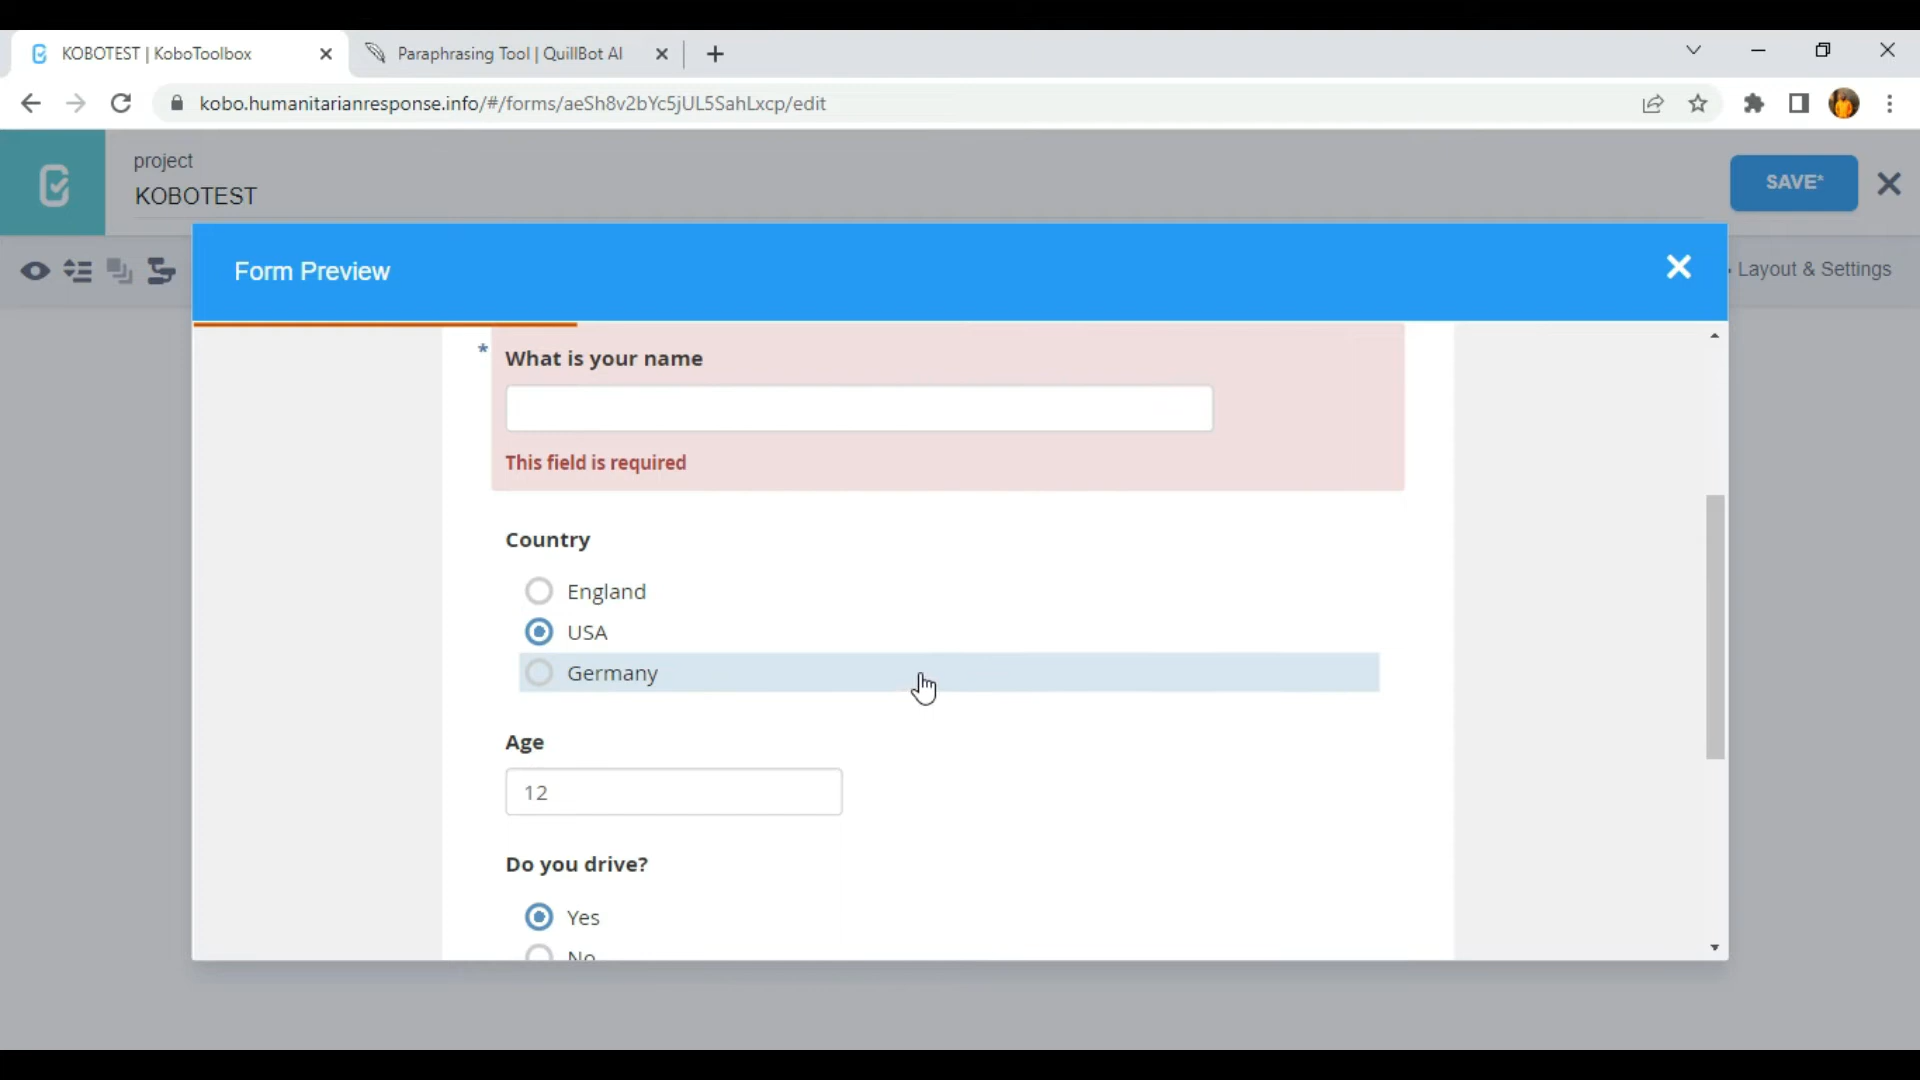 KOBOTEST | KoboToolbox
Paraphrasing Tool | QuillBot AI
kobo.humanitarianresponse.info/#/forms/aeSh8v2bYc5jUL5SahLxcp/edit
project
KOBOTEST
SAVE*
Form Preview
Layout & Settings
* What is your name
This field is required
Country
England
USA
Germany
Age
12
Do you drive?
Yes
No